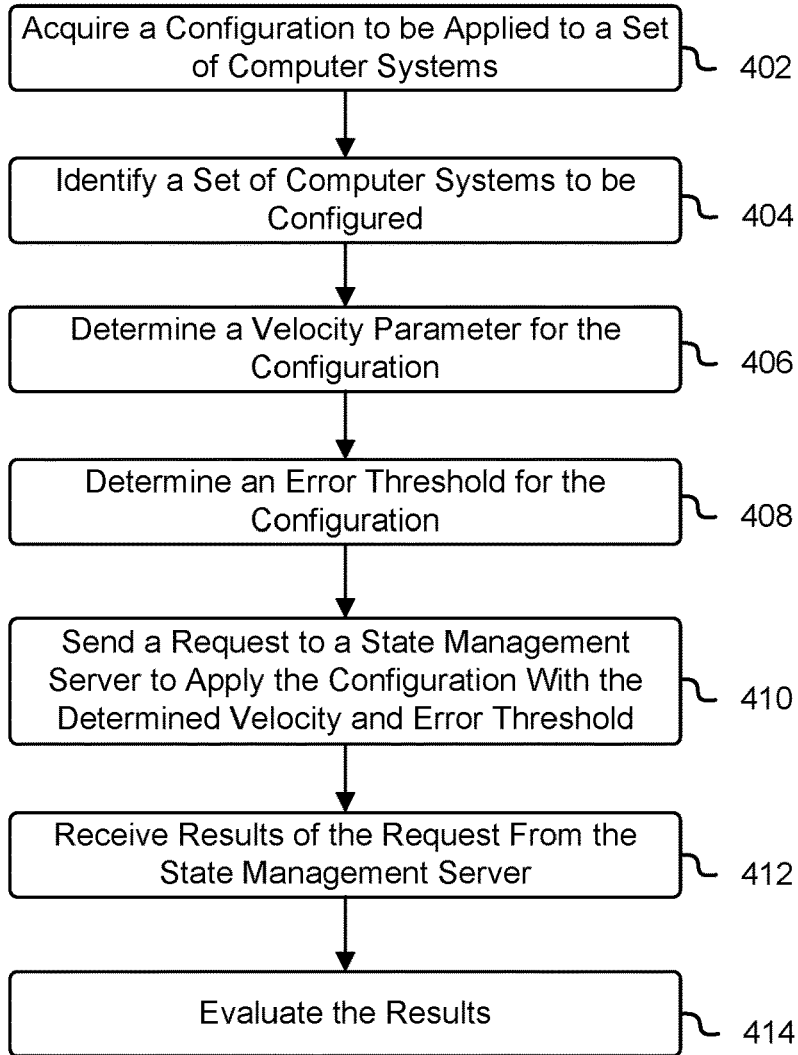 Acquire a Configuration to be Applied to a Set
of Computer Systems
402
Identify a Set of Computer Systems to be
Configured
404
Determine a Velocity Parameter for the
Configuration
406
Determine an Error Threshold for the
Configuration
408
Send a Request to a State Management
Server to Apply the Configuration With the
Determined Velocity and Error Threshold
410
Receive Results of the Request From the
State Management Server
412
Evaluate the Results
414